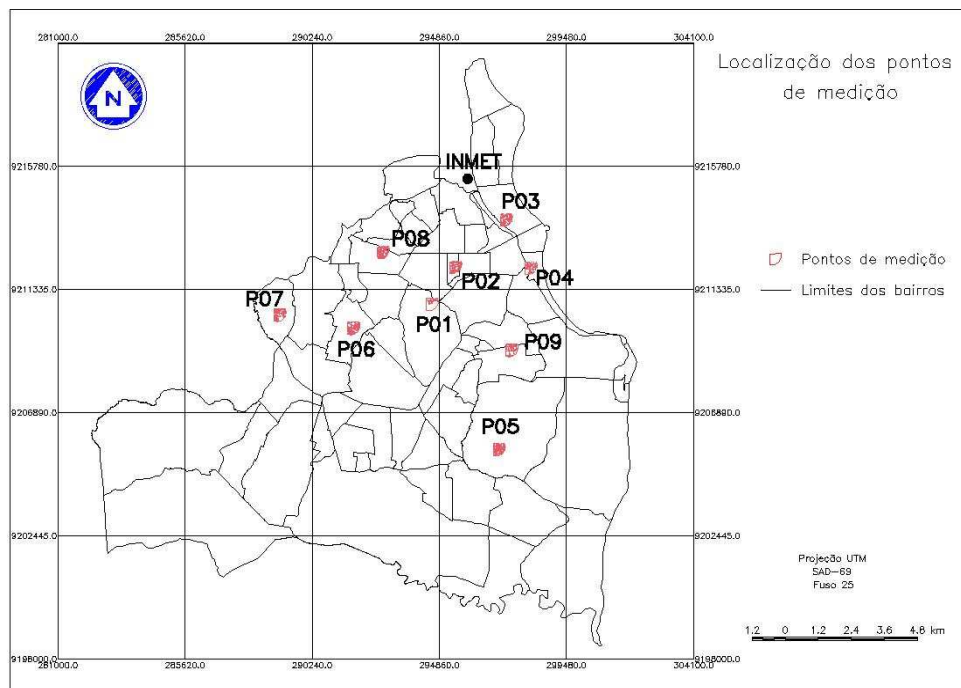 281000.0 285620.0 290240.0 294860.0 299480.0 304100.0
Localização dos pontos
de medição
N
9215780.0 9215780.0
INMET
P03
P08
P02
P04
9211335.0 9211335.0
P07
P01
P06
P09
Pontos de medição
Limites dos bairros
9206890.0 9206890.0
P05
9202445.0 9202445.0
Projeção UTM
SAD-69
Fuso 25
1.2 0 1.2 2.4 3.6 4.8 km
9198000.0 9198000.0
281000.0 285620.0 290240.0 294860.0 299480.0 304100.0